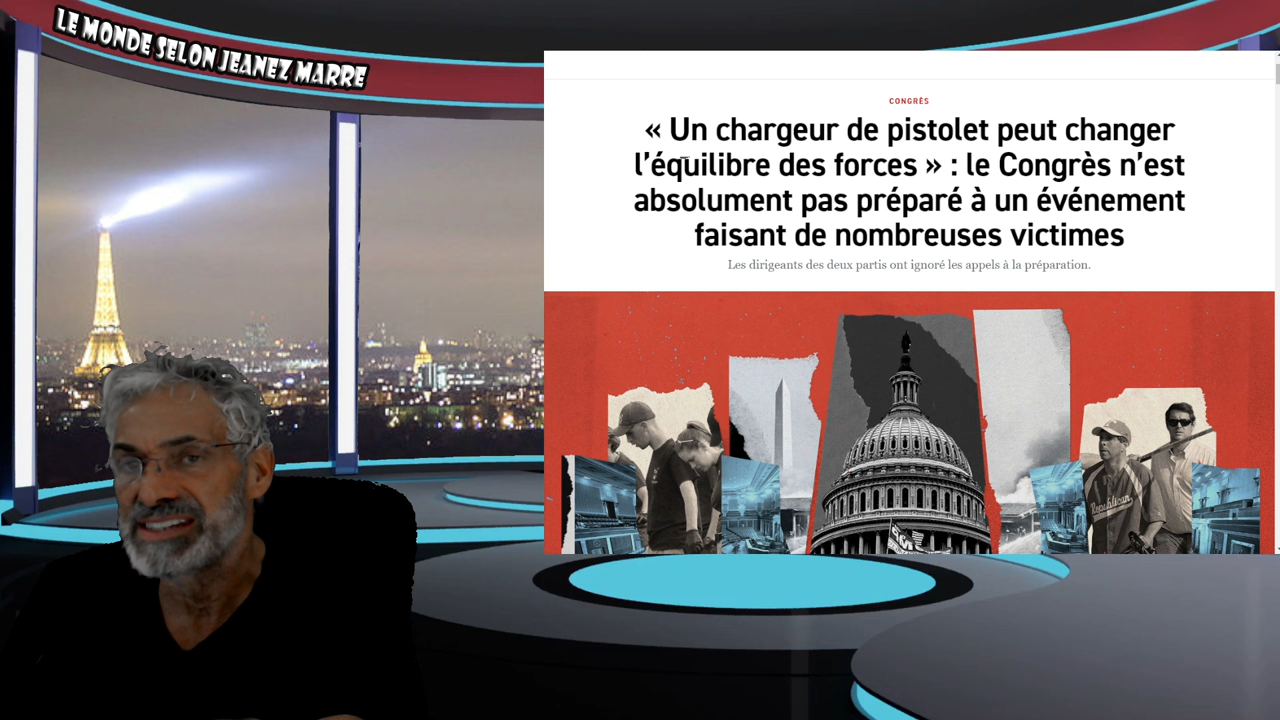 LE MONDE SELON JEANEZ MARRE
CONGRÈS
« Un chargeur de pistolet peut changer
l’équilibre des forces » : le Congrès n’est
absolument pas préparé à un événement
faisant de nombreuses victimes
Les dirigeants des deux partis ont ignoré les appels à la préparation.
Republican